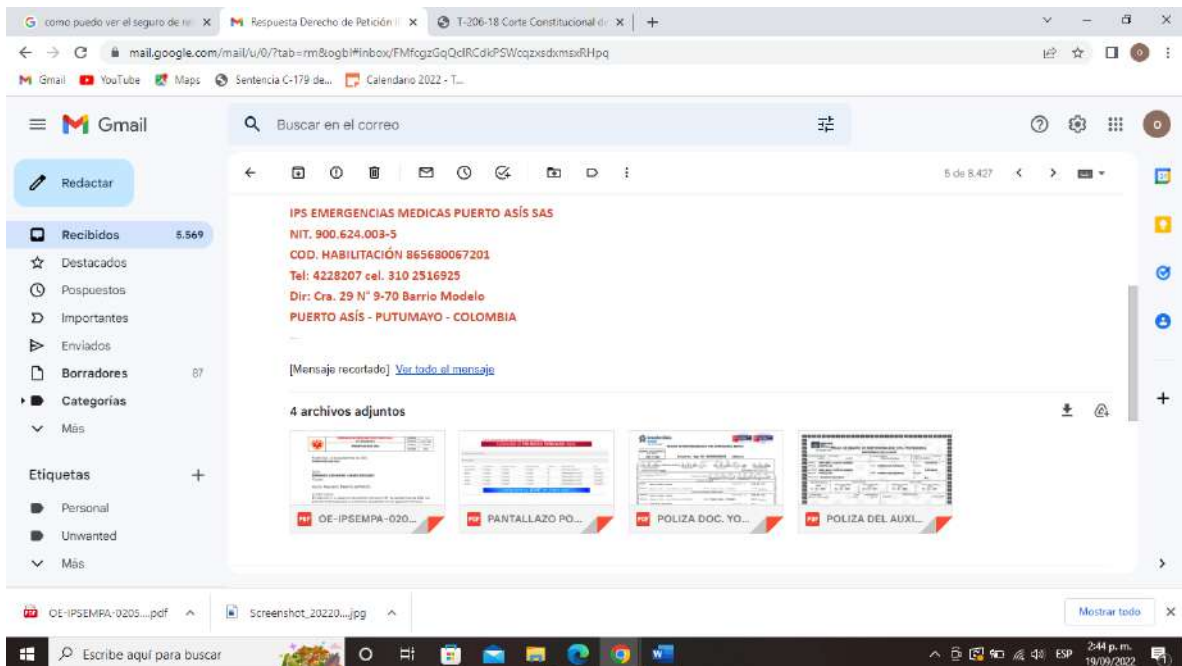 como puedo ver el seguro de re
Respuesta Derecho de Petición
T-206-18 Corte Constitucional de
mail.google.com/mail/u/0/?tab=rm&ogbl#inbox/
Gmail
YouTube
Maps
Sentencia C-179 de...
Calendario 2022 - T...
Gmail
Buscar en el correo
Redactar
5 de 8.427
Recibidos 5.569
Destacados
Pospuestos
Importantes
Enviados
Borradores 87
Categorías
Más
Etiquetas
Personal
Unwanted
Más
IPS EMERGENCIAS MEDICAS PUERTO ASÍS SAS
NIT. 900.624.003-5
COD. HABILITACIÓN 865680067201
Tel: 4228207 cel. 310 2516925
Dir: Cra. 29 N° 9-70 Barrio Modelo
PUERTO ASÍS - PUTUMAYO - COLOMBIA
...
[Mensaje recortado] Ver todo el mensaje
4 archivos adjuntos
PDF OE-IPSEMPA-020...
PDF PANTALLAZO PO...
PDF POLIZA DOC. YO...
PDF POLIZA DEL AUXI...
OE-IPSEMPA-0205....pdf
Screenshot_20220....jpg
Mostrar todo
Escribe aquí para buscar
ESP
2:44 p. m.
19/09/2022